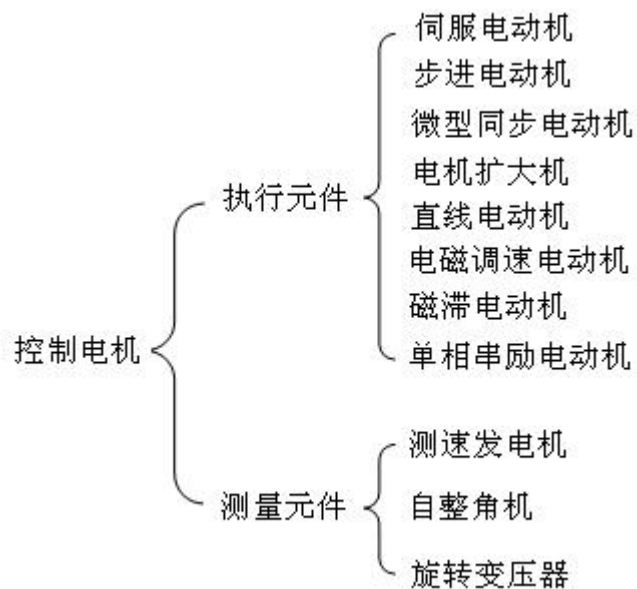 控制电机
执行元件
伺服电动机
步进电动机
微型同步电动机
电机扩大机
直线电动机
电磁调速电动机
磁滞电动机
单相串励电动机
测量元件
测速发电机
自整角机
旋转变压器